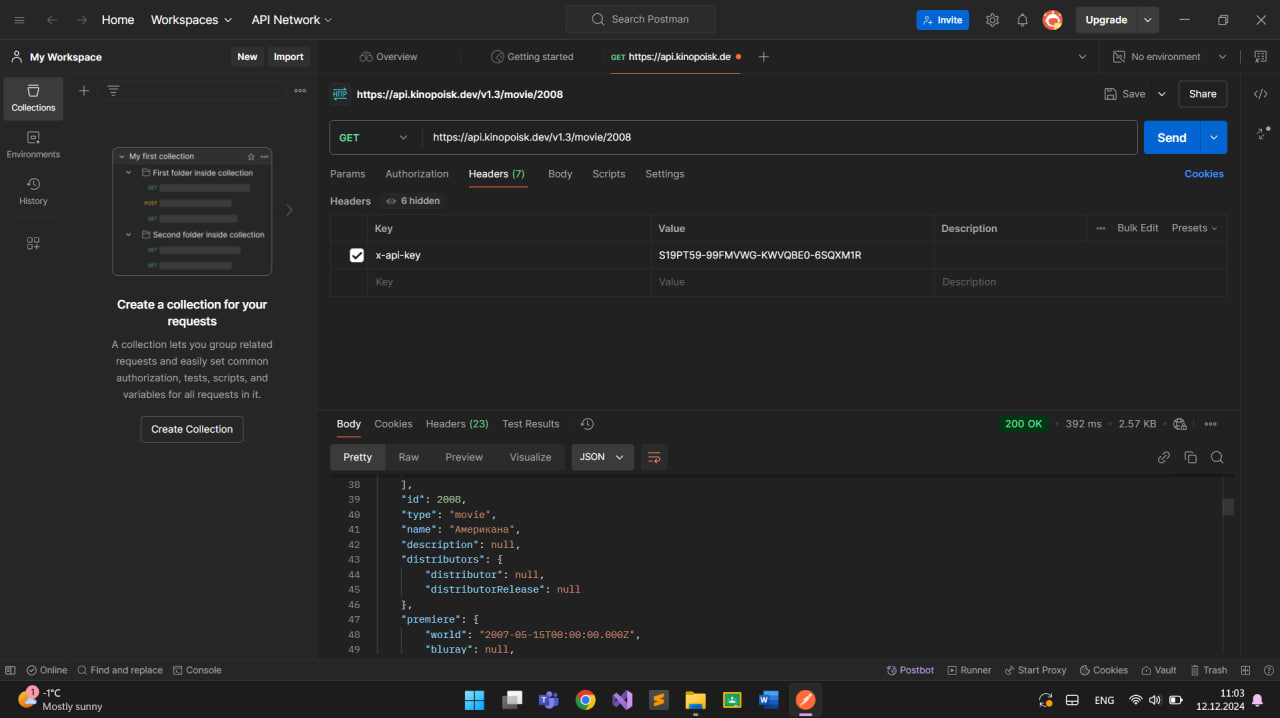 Home Workspaces API Network Search Postman Invite Upgrade
My Workspace New Import Overview Getting started GET https://api.kinopoisk.de No environment
Collections
Environments
History
My first collection
First folder inside collection
GET
POST
GET
Second folder inside collection
GET
GET
Create a collection for your
requests
A collection lets you group related
requests and easily set common
authorization, tests, scripts, and
variables for all requests in it.
Create Collection
HTTP https://api.kinopoisk.dev/v1.3/movie/2008 Save Share
GET https://api.kinopoisk.dev/v1.3/movie/2008 Send
Params Authorization Headers (7) Body Scripts Settings Cookies
Headers 6 hidden
Key Value Description Bulk Edit Presets
x-api-key S19PT59-99FMVWG-KWVQBE0-6SQXM1R
Key Value Description
Body Cookies Headers (23) Test Results 200 OK 392 ms 2.57 KB
Pretty Raw Preview Visualize JSON
38 ],
39 "id": 2008,
40 "type": "movie",
41 "name": "Американа",
42 "description": null,
43 "distributors": {
44 "distributor": null,
45 "distributorRelease": null
46 },
47 "premiere": {
48 "world": "2007-05-15T00:00:00.000Z",
49 "bluray": null,
Online Find and replace Console Postbot Runner Start Proxy Cookies Vault Trash
1 -1°C
Mostly sunny
ENG
11:03
12.12.2024